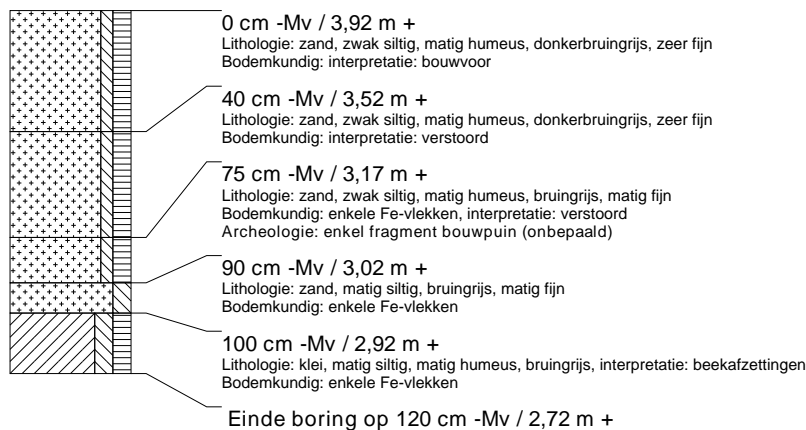 0 cm -Mv / 3,92 m +
Lithologie: zand, zwak siltig, matig humeus, donkerbruingrijs, zeer fijn
Bodemkundig: interpretatie: bouwvoor
40 cm -Mv / 3,52 m +
Lithologie: zand, zwak siltig, matig humeus, donkerbruingrijs, zeer fijn
Bodemkundig: interpretatie: verstoord
75 cm -Mv / 3,17 m +
Lithologie: zand, zwak siltig, matig humeus, bruingrijs, matig fijn
Bodemkundig: enkele Fe-vlekken, interpretatie: verstoord
Archeologie: enkel fragment bouwpuin (onbepaald)
90 cm -Mv / 3,02 m +
Lithologie: zand, matig siltig, bruingrijs, matig fijn
Bodemkundig: enkele Fe-vlekken
100 cm -Mv / 2,92 m +
Lithologie: klei, matig siltig, matig humeus, bruingrijs, interpretatie: beekafzettingen
Bodemkundig: enkele Fe-vlekken
Einde boring op 120 cm -Mv / 2,72 m +